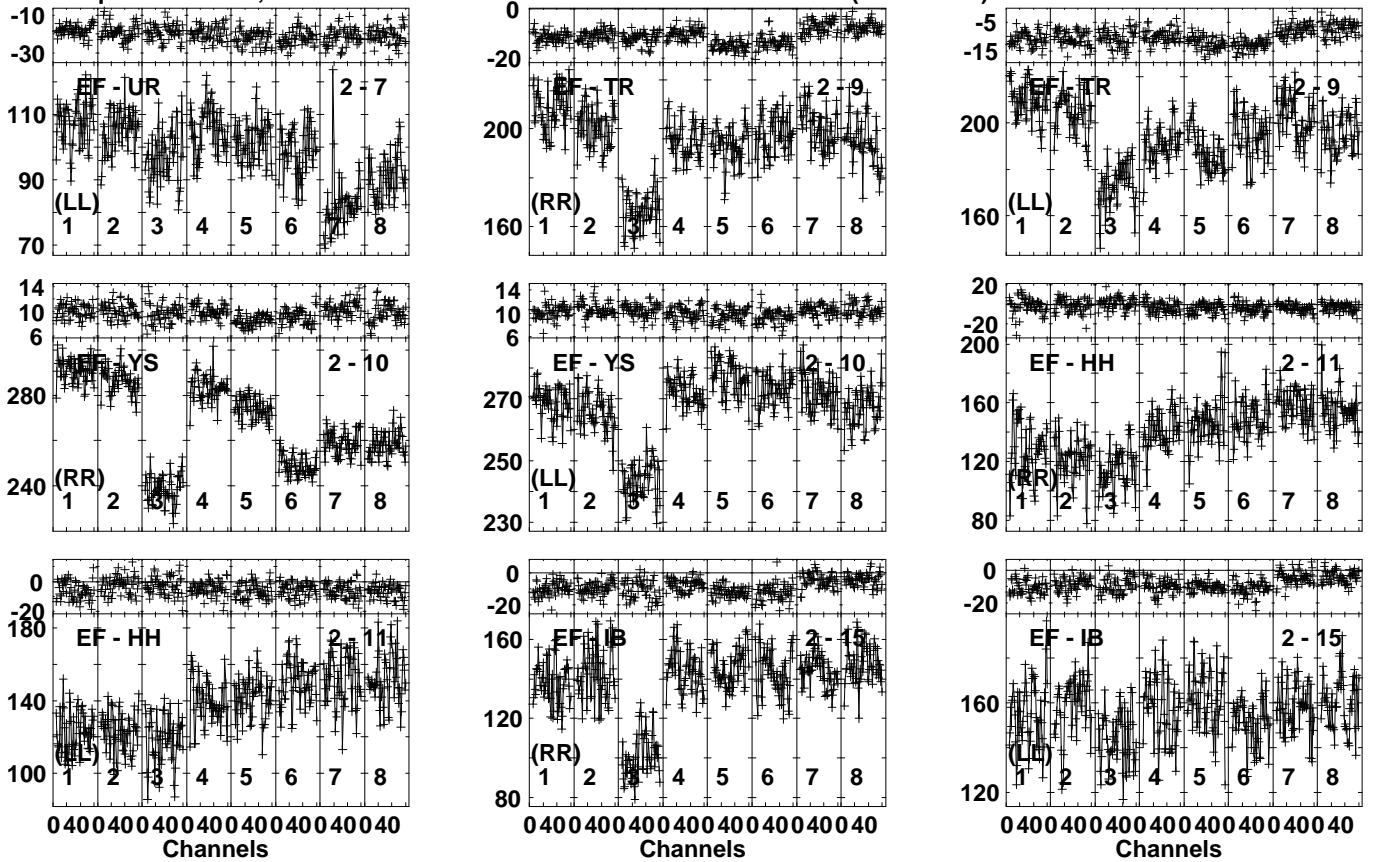 -10
-30
EF - UR 2 - 7
110
90
(LL)
1 2 3 4 5 6 7 8
70
0
-20
EF - TR 2 - 9
200
(RR)
160
1 2 3 4 5 6 7 8
-5
-15
EF - TR 2 - 9
200
(LL)
160
1 2 3 4 5 6 7 8
14
10
6
EF - YS 2 - 10
280
(RR)
240
1 2 3 4 5 6 7 8
14
10
6
EF - YS 2 - 10
270
250
(LL)
1 2 3 4 5 6 7 8
230
20
-20
200
EF - HH 2 - 11
160
120
(RR)
1 2 3 4 5 6 7 8
80
0
-20
180
EF - HH 2 - 11
140
(LL)
100
1 2 3 4 5 6 7 8
0 40 0 40 0 40 0 40 0 40 0 40 0 40 0 40
Channels
0
-20
160
EF - IB 2 - 15
120
(RR)
1 2 3 4 5 6 7 8
80
0 40 0 40 0 40 0 40 0 40 0 40 0 40 0 40
Channels
0
-20
EF - IB 2 - 15
160
(LL)
1 2 3 4 5 6 7 8
120
0 40 0 40 0 40 0 40 0 40 0 40 0 40 0 40
Channels